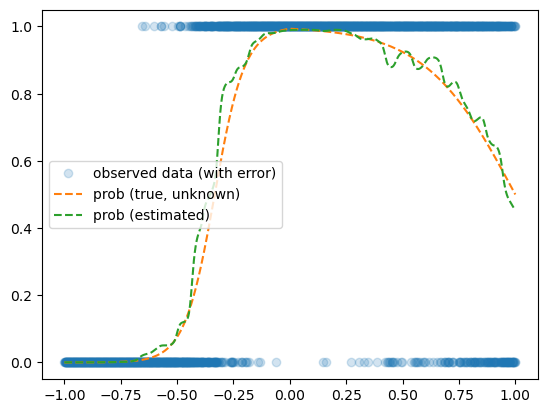 1.0
0.8
0.6
0.4
0.2
0.0
observed data (with error)
prob (true, unknown)
prob (estimated)
−1.00 −0.75 −0.50 −0.25 0.00 0.25 0.50 0.75 1.00